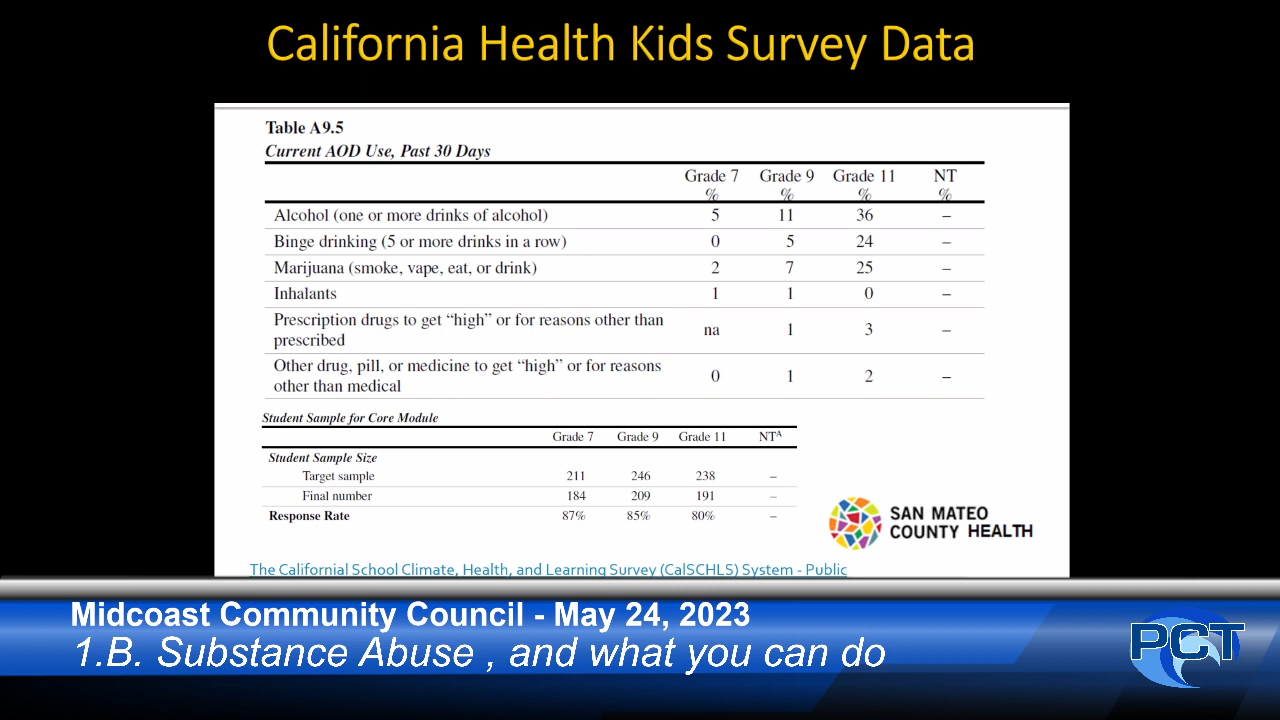 California Health Kids Survey Data
Table A9.5
Current AOD Use, Past 30 Days
Grade 7 Grade 9 Grade 11 NT
% % % %
Alcohol (one or more drinks of alcohol) 5 11 36 –
Binge drinking (5 or more drinks in a row) 0 5 24 –
Marijuana (smoke, vape, eat, or drink) 2 7 25 –
Inhalants 1 1 0 –
Prescription drugs to get “high” or for reasons other than
prescribed na 1 3 –
Other drug, pill, or medicine to get “high” or for reasons
other than medical 0 1 2 –
Student Sample for Core Module
Grade 7 Grade 9 Grade 11 NTA
Student Sample Size
Target sample 211 246 238 –
Final number 184 209 191 –
Response Rate 87% 85% 80% –
SAN MATEO
COUNTY HEALTH
The Californial School Climate, Health, and Learning Survey (CalSCHLS) System - Public
Midcoast Community Council - May 24, 2023
1.B. Substance Abuse , and what you can do
PCT